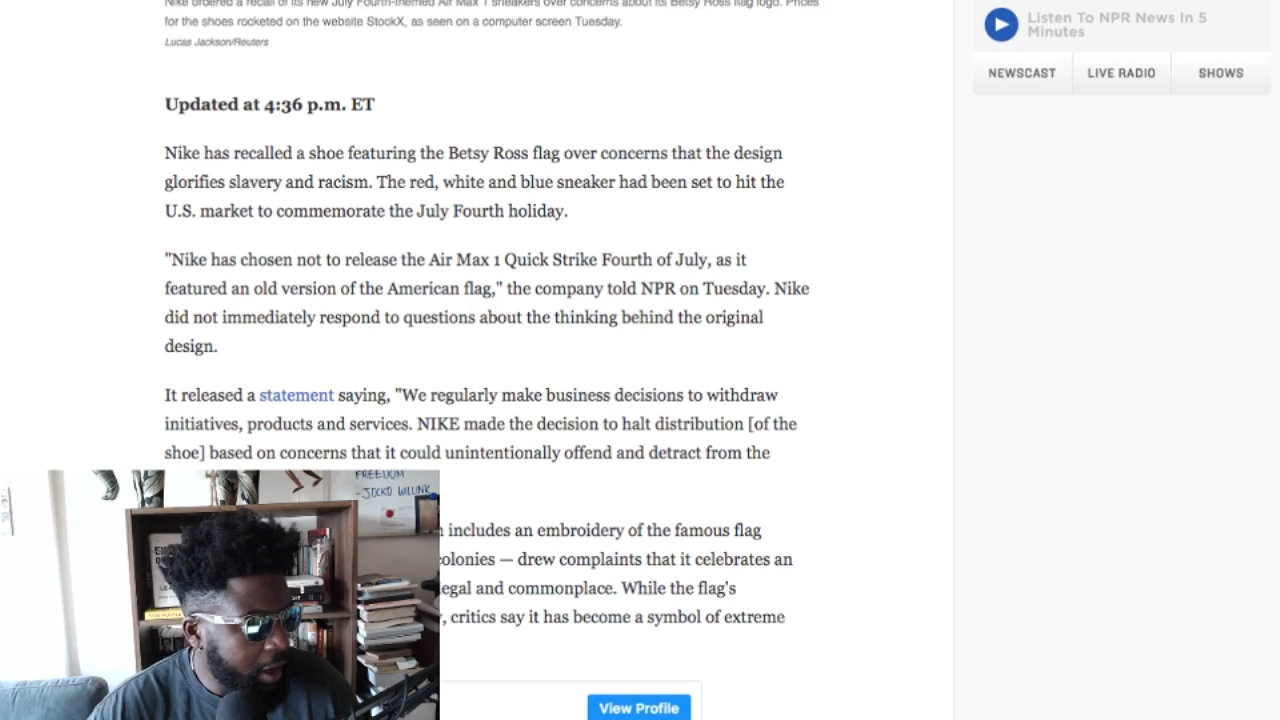 Nike ordered a recall of its new July Fourth-themed Air Max 1 sneakers over concerns about its Betsy Ross flag logo. Prices
for the shoes rocketed on the website StockX, as seen on a computer screen Tuesday.
Lucas Jackson/Reuters
Updated at 4:36 p.m. ET
Nike has recalled a shoe featuring the Betsy Ross flag over concerns that the design
glorifies slavery and racism. The red, white and blue sneaker had been set to hit the
U.S. market to commemorate the July Fourth holiday.
"Nike has chosen not to release the Air Max 1 Quick Strike Fourth of July, as it
featured an old version of the American flag," the company told NPR on Tuesday. Nike
did not immediately respond to questions about the thinking behind the original
design.
It released a statement saying, "We regularly make business decisions to withdraw
initiatives, products and services. NIKE made the decision to halt distribution [of the
shoe] based on concerns that it could unintentionally offend and detract from the
includes an embroidery of the famous flag
colonies — drew complaints that it celebrates an
legal and commonplace. While the flag's
, critics say it has become a symbol of extreme
View Profile
Listen To NPR News In 5
Minutes
NEWSCAST
LIVE RADIO
SHOWS
FREEDOM
-JOCKO WILLINK